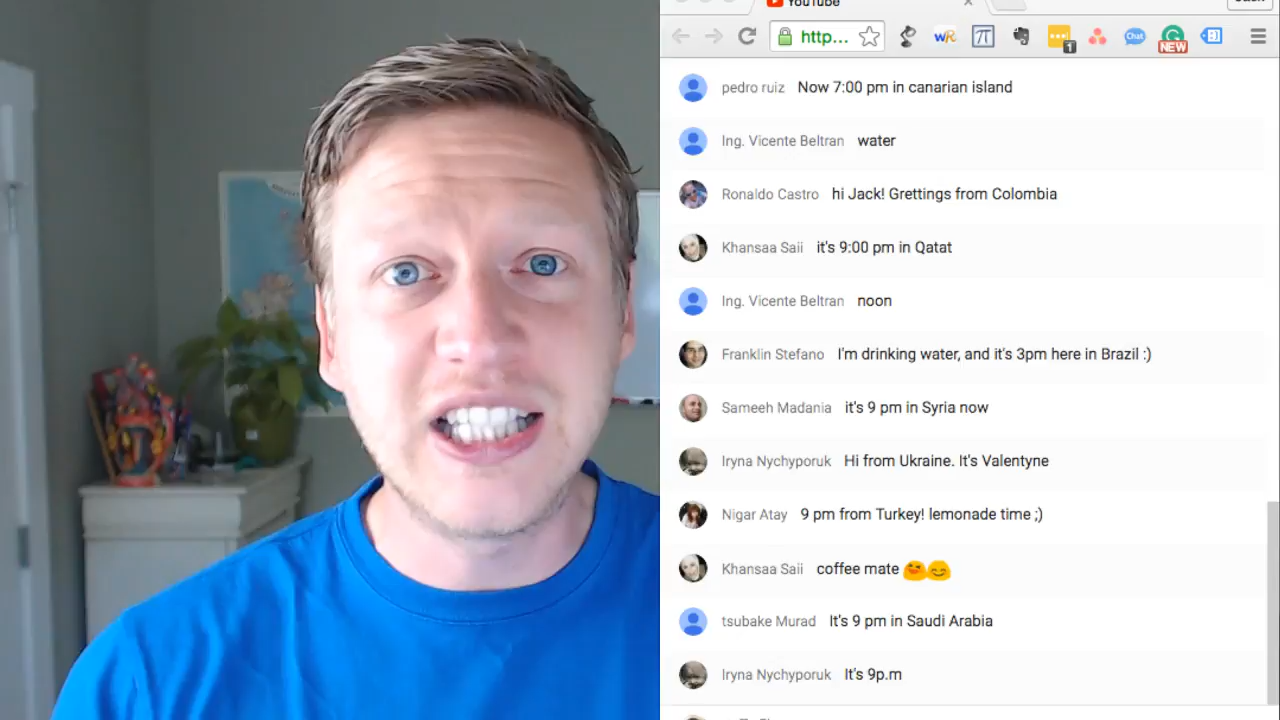 YouTube
http...
WR
π
1
Chat
NEW
pedro ruiz Now 7:00 pm in canarian island
Ing. Vicente Beltran water
Ronaldo Castro hi Jack! Grettings from Colombia
Khansaa Saii it's 9:00 pm in Qatat
Ing. Vicente Beltran noon
Franklin Stefano I'm drinking water, and it's 3pm here in Brazil :)
Sameeh Madania it's 9 pm in Syria now
Iryna Nychyporuk Hi from Ukraine. It's Valentyne
Nigar Atay 9 pm from Turkey! lemonade time ;)
Khansaa Saii coffee mate 😄😊
tsubake Murad It's 9 pm in Saudi Arabia
Iryna Nychyporuk It's 9p.m